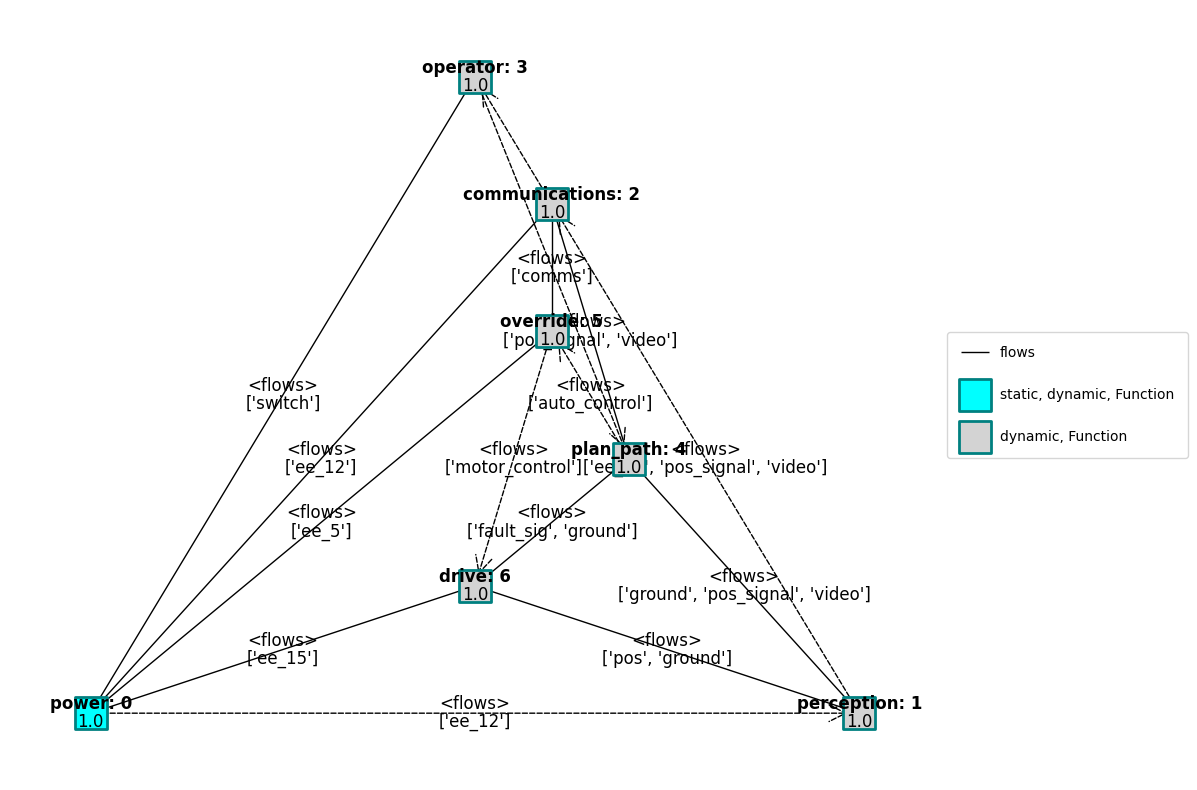 operator: 3
1.0
communications: 2
1.0
<flows>
['comms']
override: 5
1.0
'video']
<flows>
['switch']
<flows>
['auto_control']
<flows>
['ee_12']
<flows>
['motor_control']
plan_path: 4
1.0
<flows>
'pos_signal', 'video']
<flows>
['ee_5']
<flows>
['fault_sig', 'ground']
drive: 6
1.0
<flows>
['ground', 'pos_signal', 'video']
<flows>
['ee_15']
<flows>
['pos', 'ground']
power: 0
1.0
<flows>
['ee_12']
perception: 1
1.0
flows
static, dynamic, Function
dynamic, Function